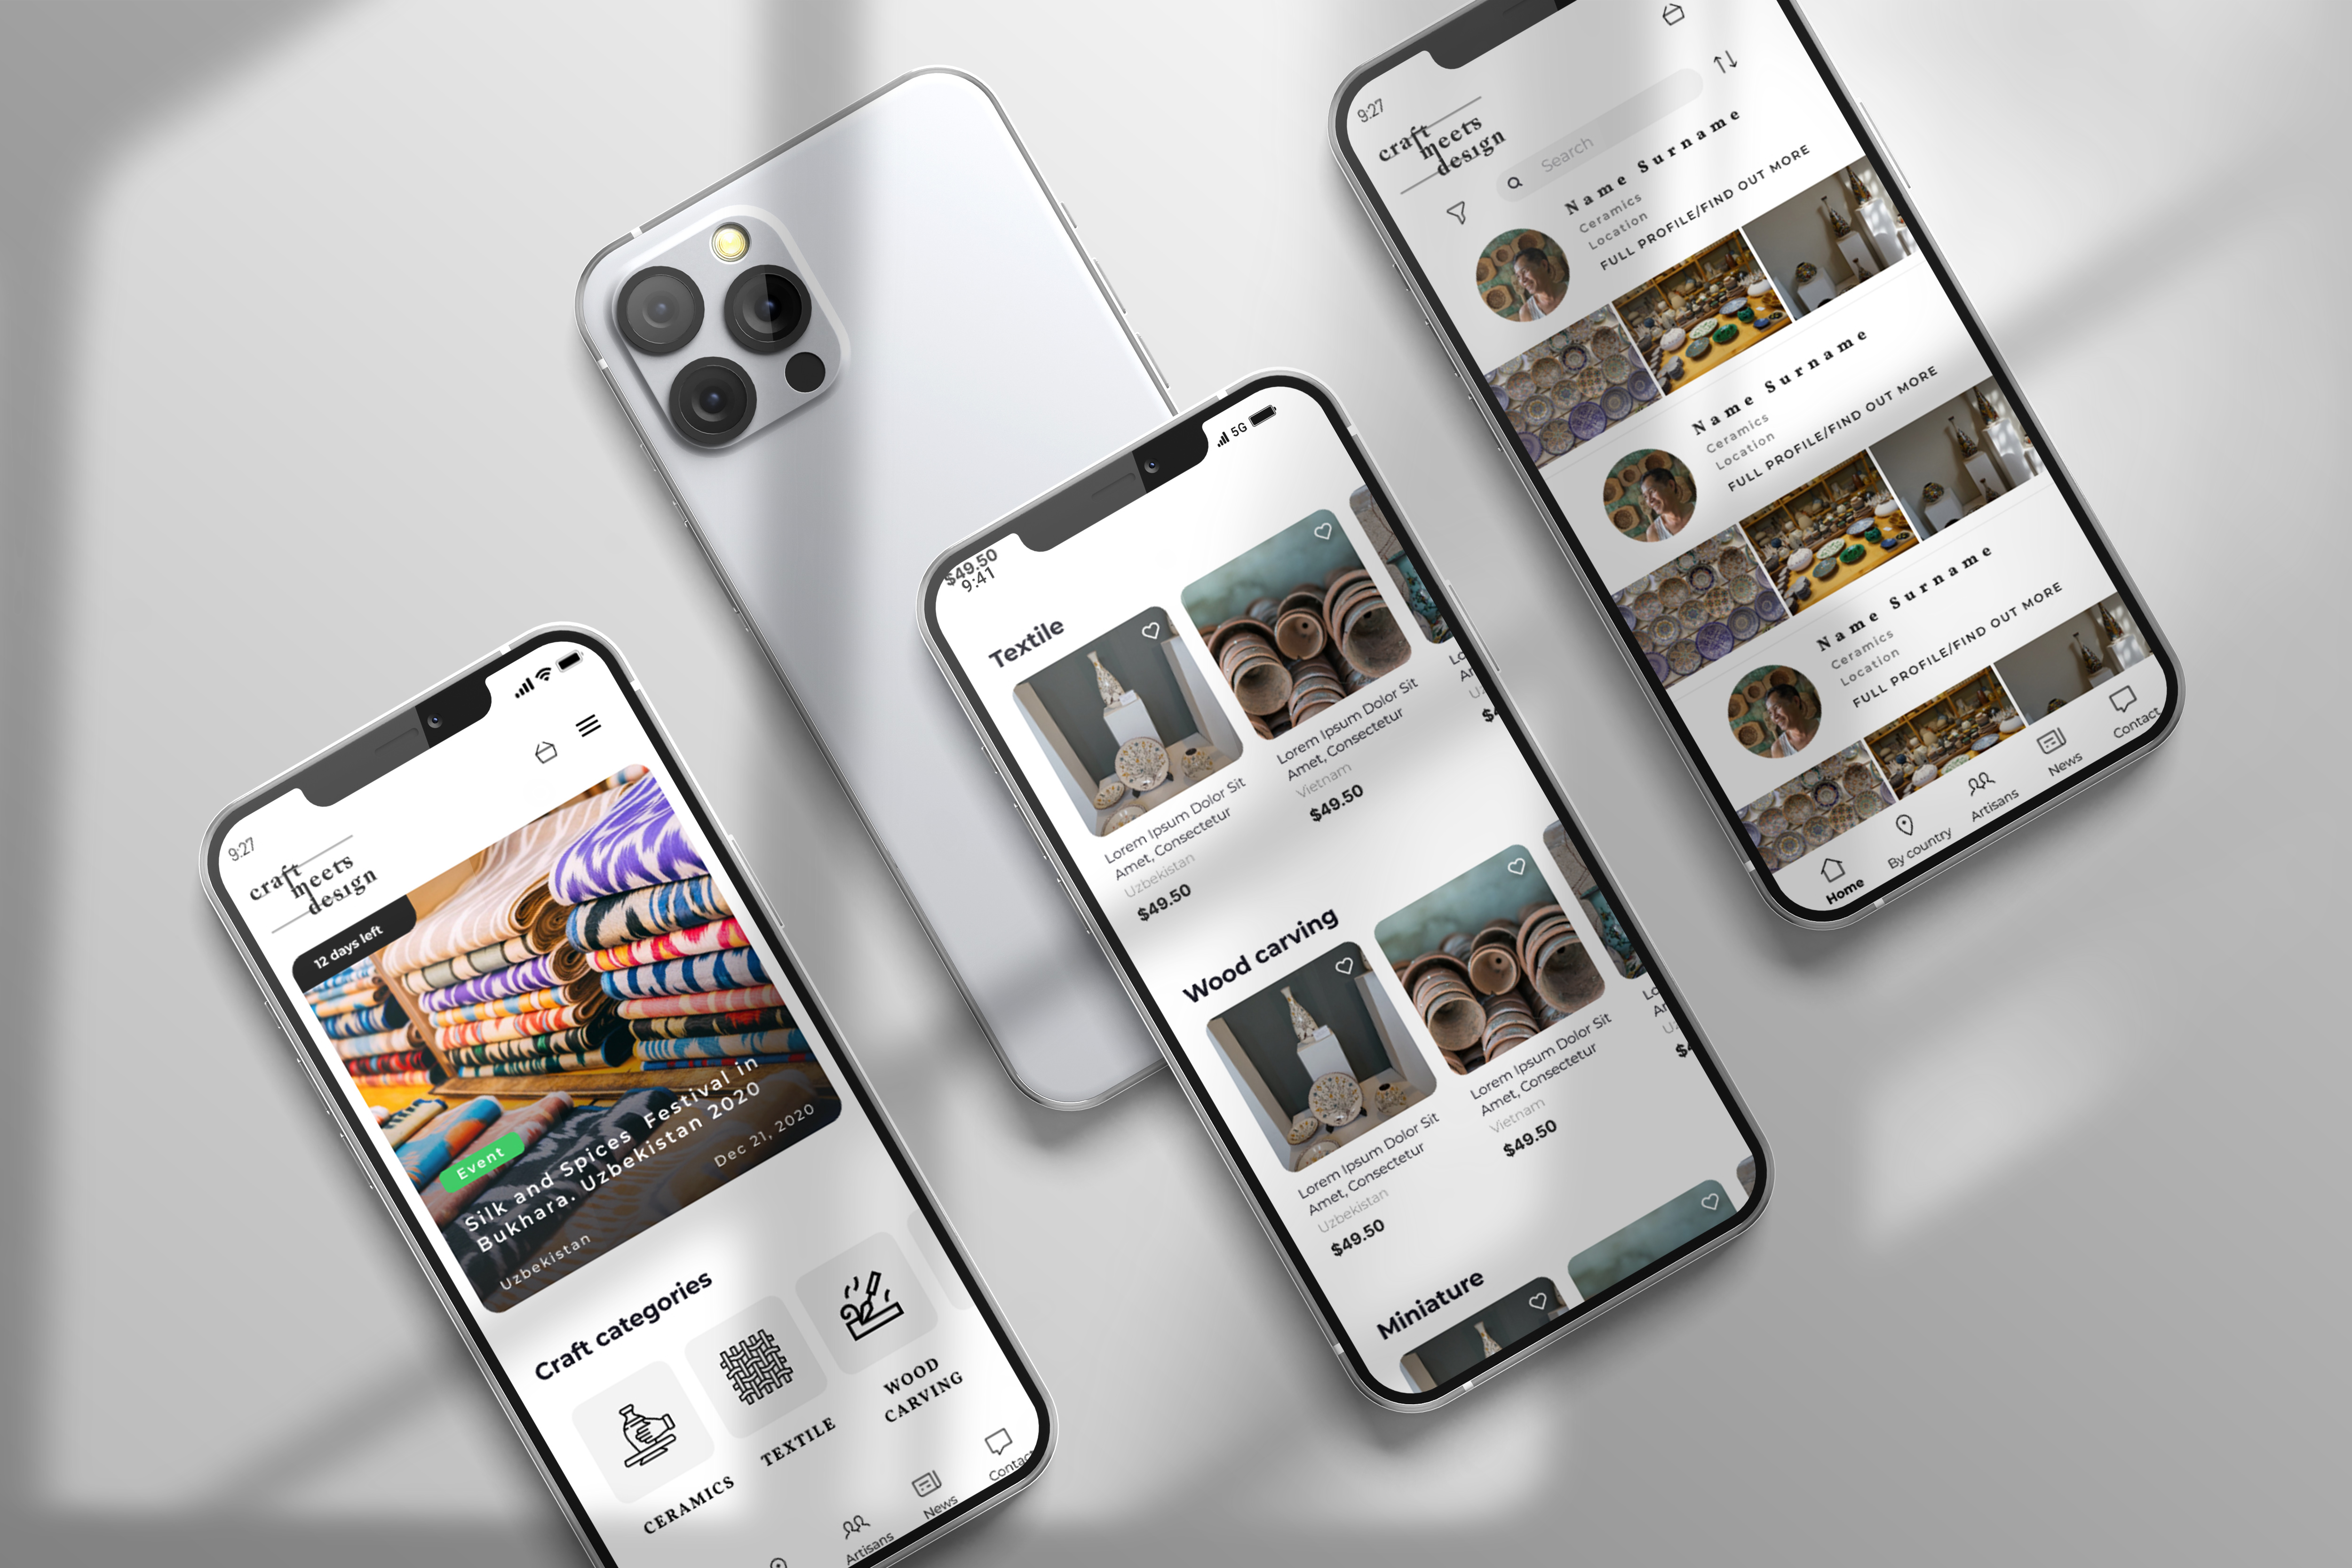 9:27
craft
meets
design
12 days left
Event
Silk and Spices Festival in
Bukhara. Uzbekistan 2020
Dec 21, 2020
Uzbekistan
Craft categories
CERAMICS
TEXTILE
WOOD
CARVING
Artisans
News
Contact
5G
$49.50
9:41
Textile
Lorem Ipsum Dolor Sit
Amet, Consectetur
Uzbekistan
$49.50
Lorem Ipsum Dolor Sit
Amet, Consectetur
Vietnam
$49.50
Wood carving
Lorem Ipsum Dolor Sit
Amet, Consectetur
Uzbekistan
$49.50
Lorem Ipsum Dolor Sit
Amet, Consectetur
Vietnam
$49.50
Miniature
9:27
craft
meets
design
Search
Name Surname
Ceramics
Location
FULL PROFILE/FIND OUT MORE
Name Surname
Ceramics
Location
FULL PROFILE/FIND OUT MORE
Name Surname
Ceramics
Location
FULL PROFILE/FIND OUT MORE
Home
By country
Artisans
News
Contact